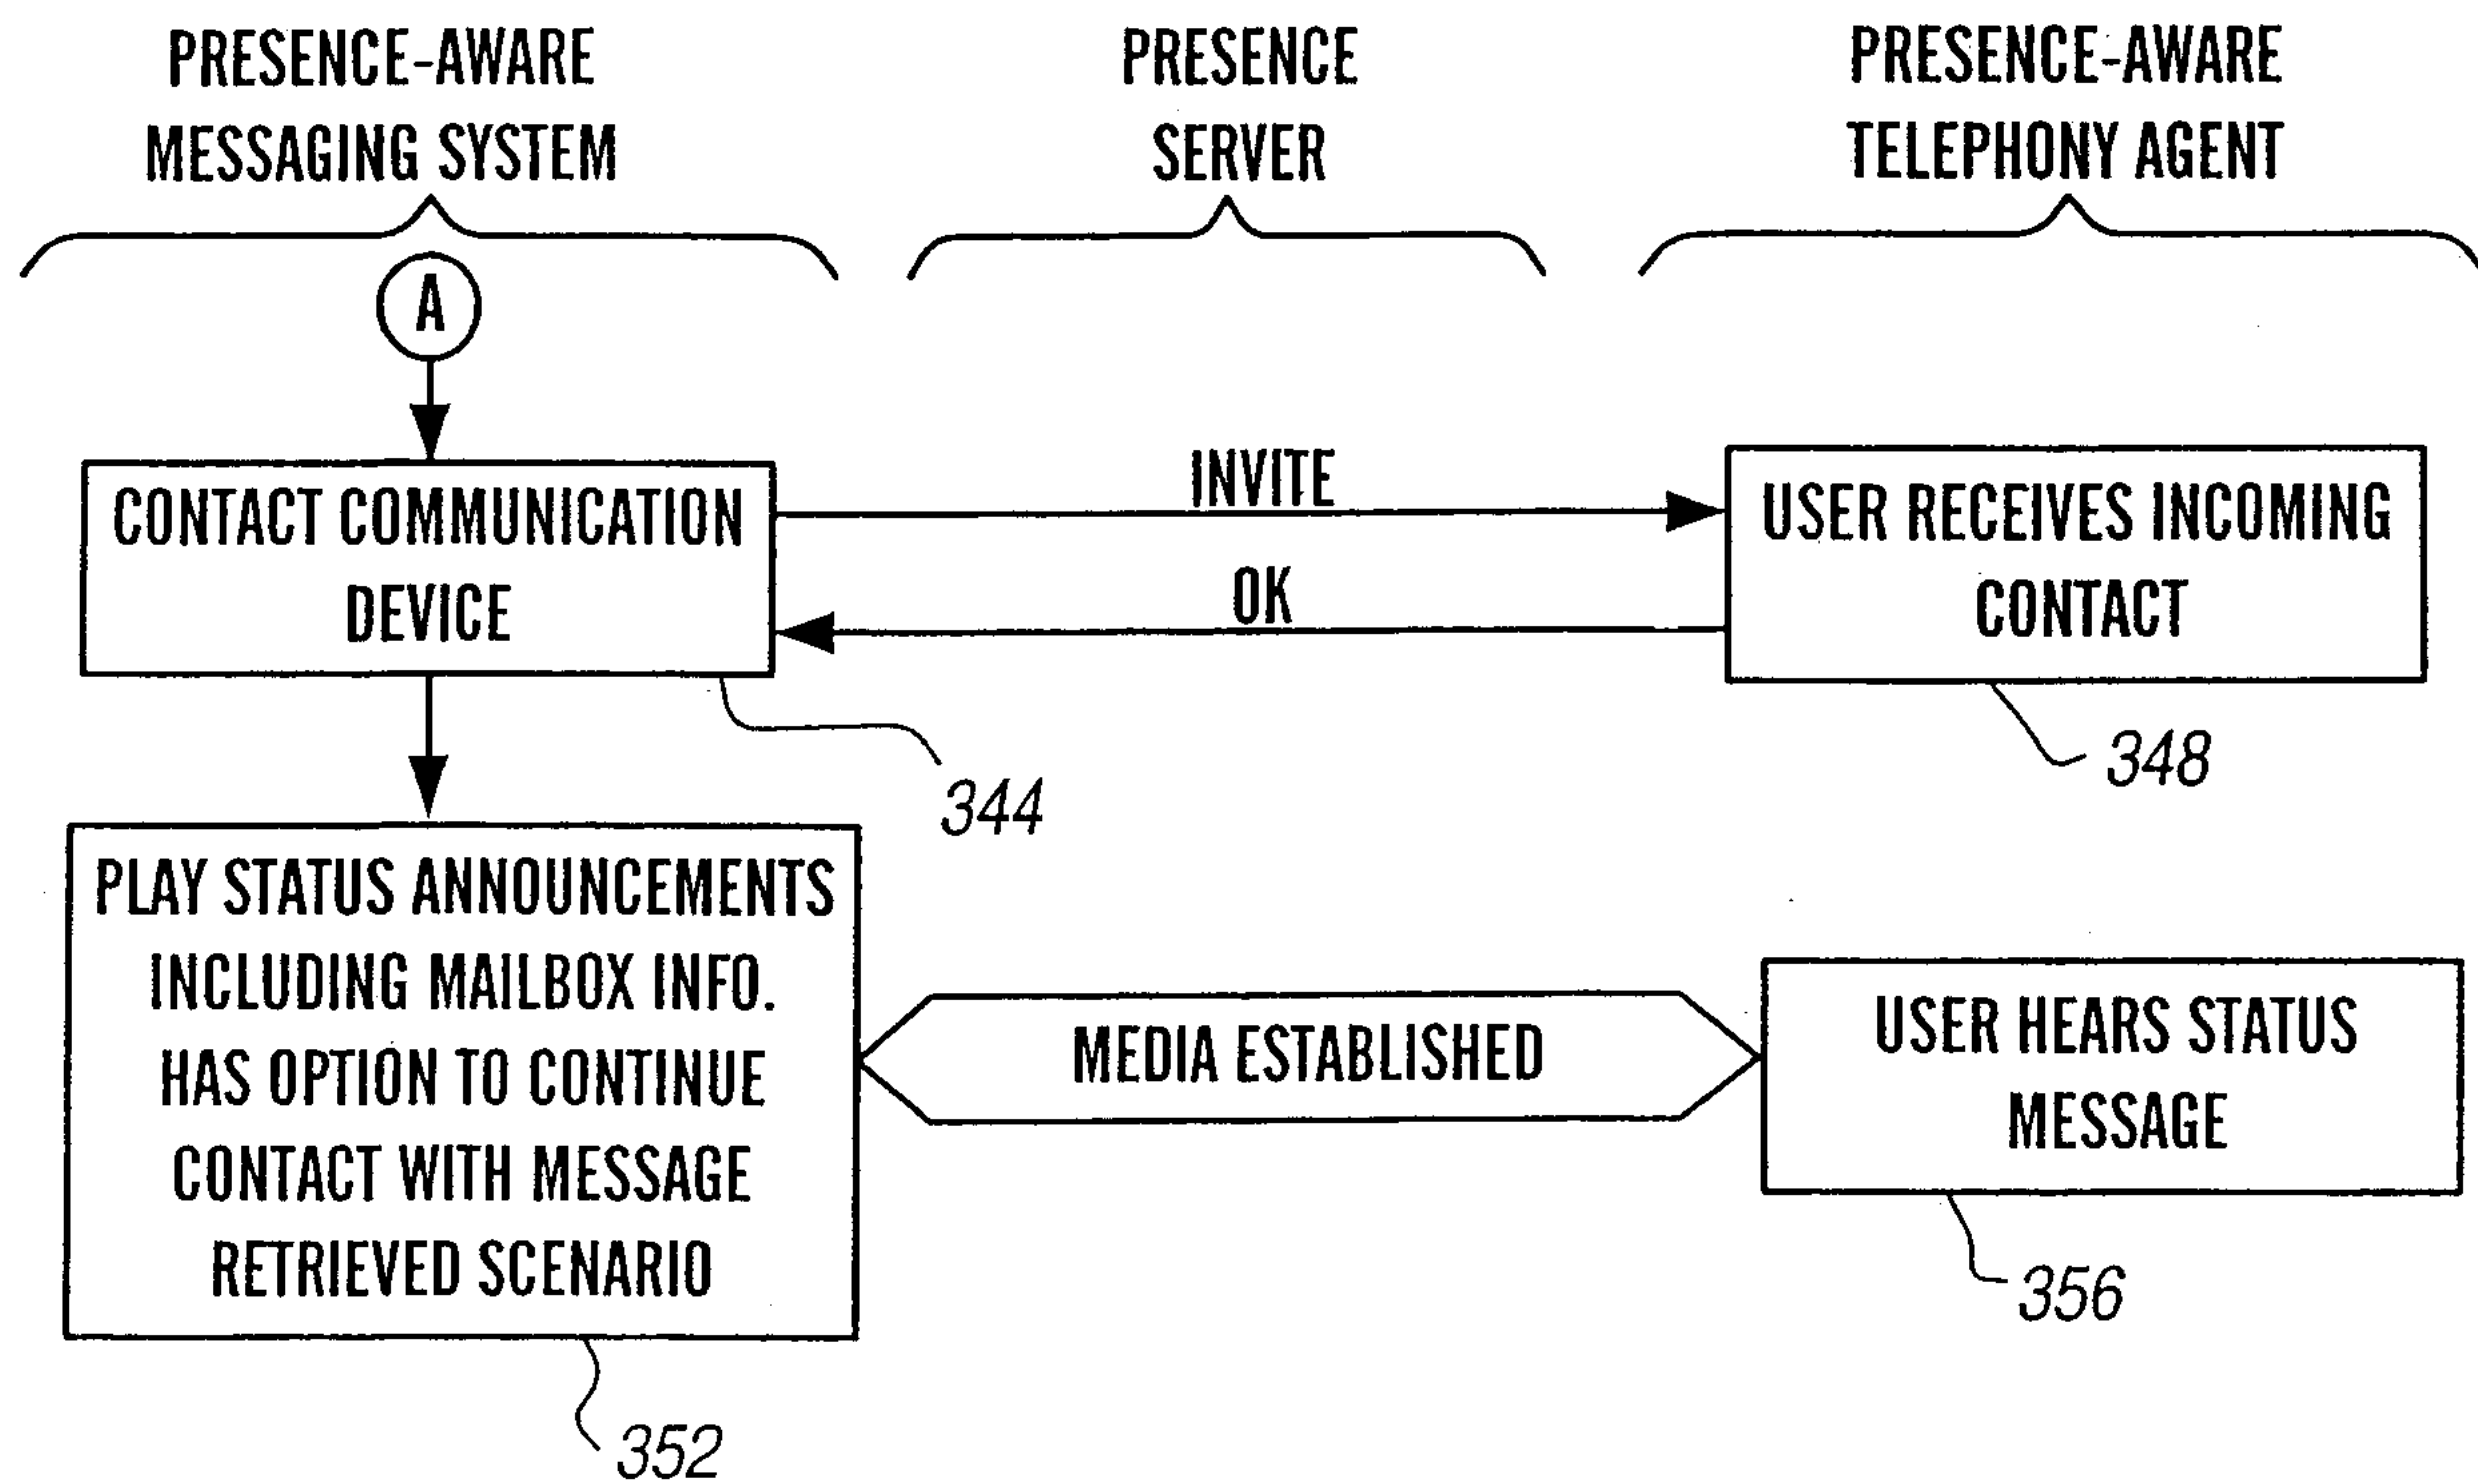 PRESENCE-AWARE
MESSAGING SYSTEM
PRESENCE
SERVER
PRESENCE-AWARE
TELEPHONY AGENT
A
CONTACT COMMUNICATION
DEVICE
344
INVITE
OK
USER RECEIVES INCOMING
CONTACT
348
PLAY STATUS ANNOUNCEMENTS
INCLUDING MAILBOX INFO.
HAS OPTION TO CONTINUE
CONTACT WITH MESSAGE
RETRIEVED SCENARIO
352
MEDIA ESTABLISHED
USER HEARS STATUS
MESSAGE
356